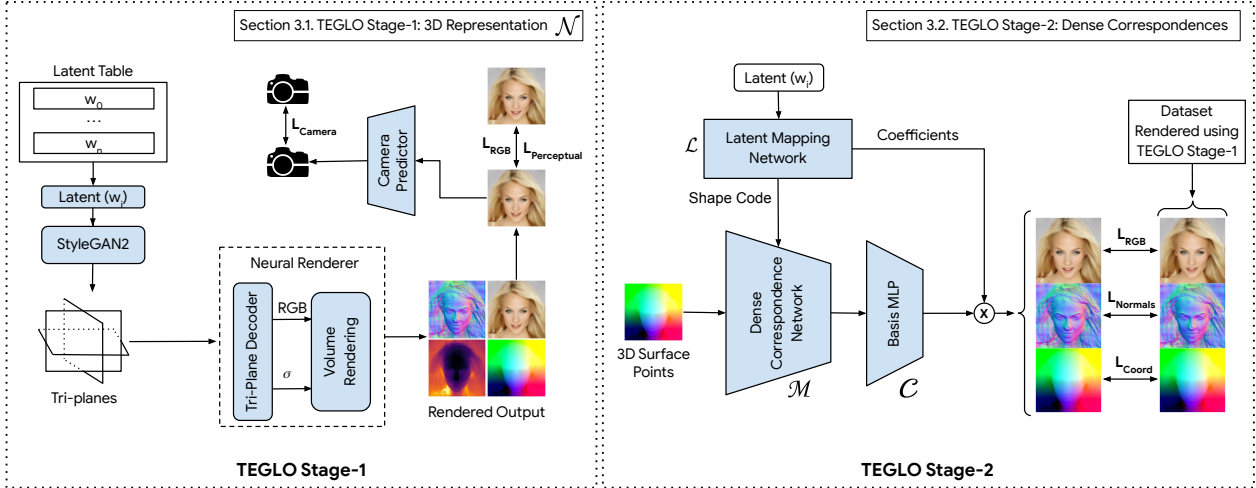 Section 3.1. TEGLO Stage-1: 3D Representation 𝒩
Latent Table
w0
...
wn
Latent (wi)
StyleGAN2
Tri-planes
Neural Renderer
Tri-Plane Decoder
RGB
σ
Volume
Rendering
Rendered Output
LCamera
Camera
Predictor
LRGB
LPerceptual
TEGLO Stage-1
Section 3.2. TEGLO Stage-2: Dense Correspondences
Latent (wi)
ℒ
Latent Mapping
Network
Coefficients
Shape Code
3D Surface
Points
Dense
Correspondence
Network
ℳ
Basis MLP
𝒞
X
Dataset
Rendered using
TEGLO Stage-1
LRGB
LNormals
LCoord
TEGLO Stage-2